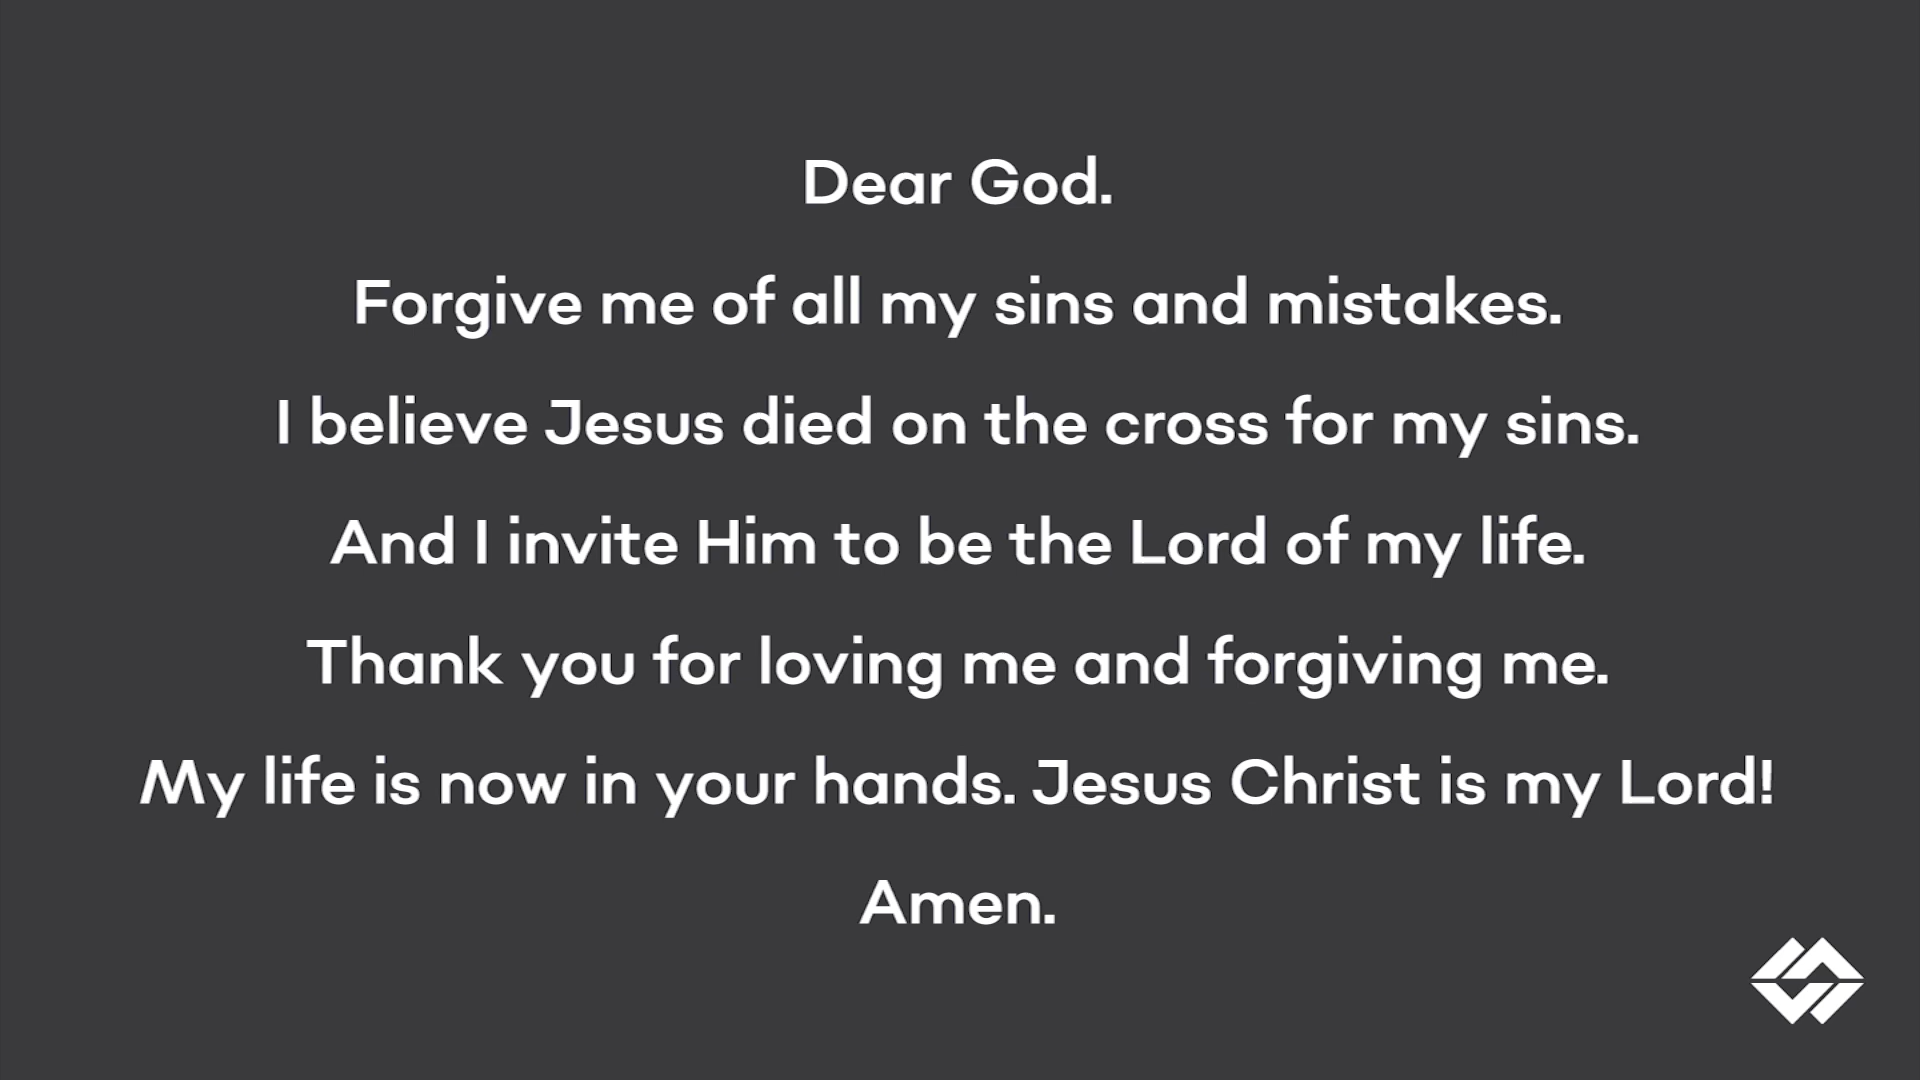 Dear God.
Forgive me of all my sins and mistakes.
I believe Jesus died on the cross for my sins.
And I invite Him to be the Lord of my life.
Thank you for loving me and forgiving me.
My life is now in your hands. Jesus Christ is my Lord!
Amen.